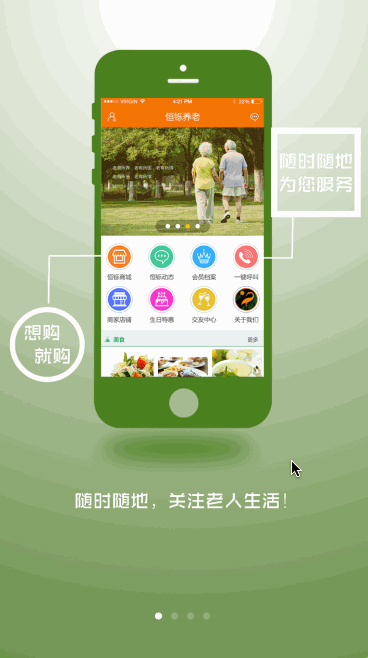 VIRGIN 4:21 PM 22%
恒铄养老
随时随地
为您服务
恒铄商城 恒铄动态 会员档案 一键呼叫
商家店铺 生日特惠 交友中心 关于我们
想购
就购
美食 更多
随时随地，关注老人生活！